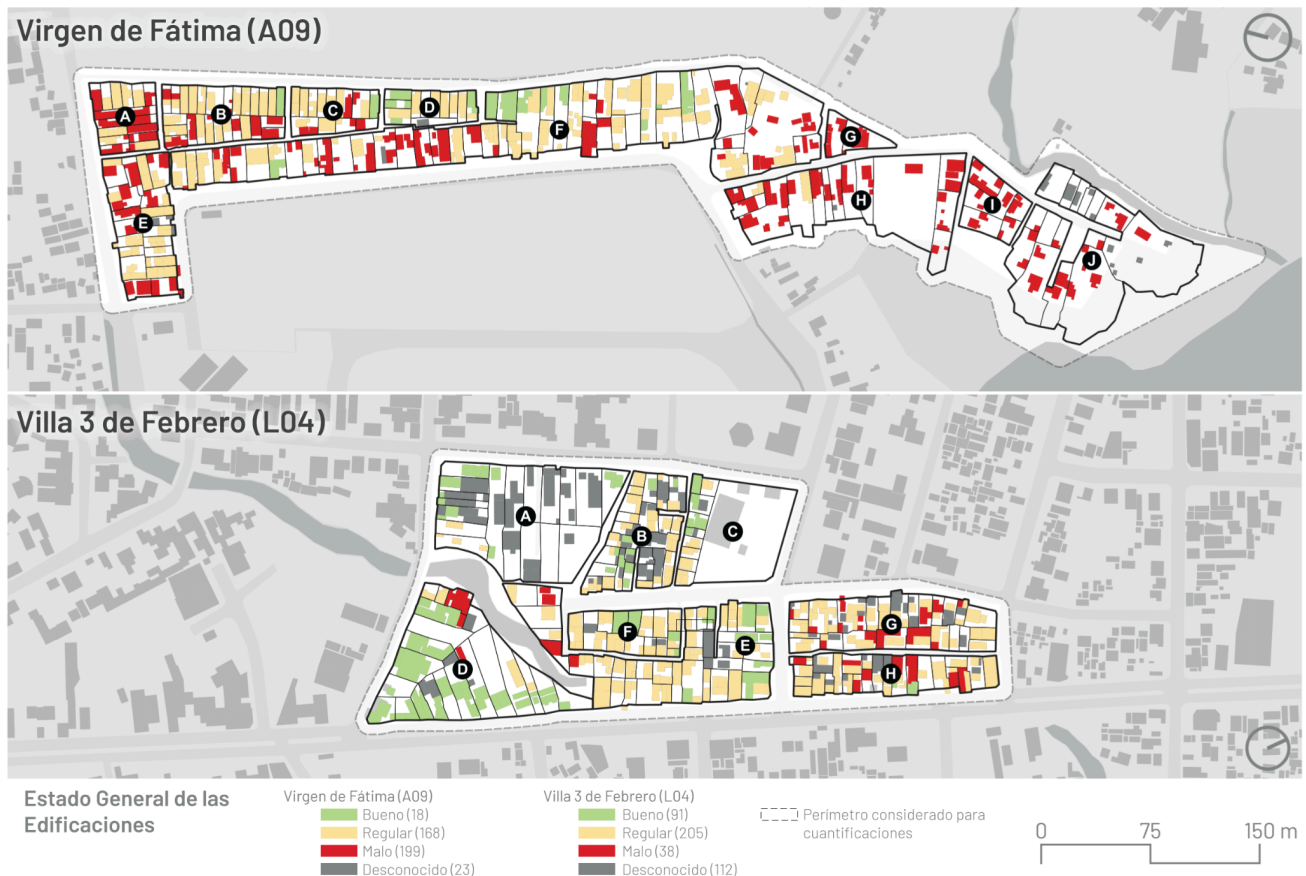 Virgen de Fátima (A09)
A
B
C
D
F
G
E
H
I
J
Villa 3 de Febrero (L04)
A
B
C
F
G
E
D
H
Estado General de las
Edificaciones
Virgen de Fátima (A09)
Bueno (18)
Regular (168)
Malo (199)
Desconocido (23)
Villa 3 de Febrero (L04)
Bueno (91)
Regular (205)
Malo (38)
Desconocido (112)
Perímetro considerado para
cuantificaciones
0 75 150 m